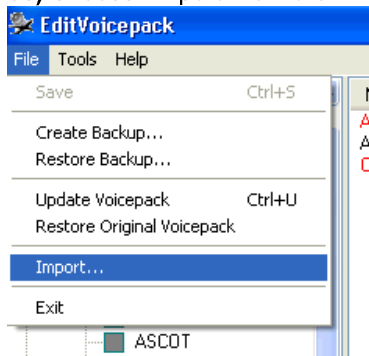 EditVoicepack
File Tools Help
Save Ctrl+S
Create Backup...
Restore Backup...
Update Voicepack Ctrl+U
Restore Original Voicepack
Import...
Exit
ASCOT